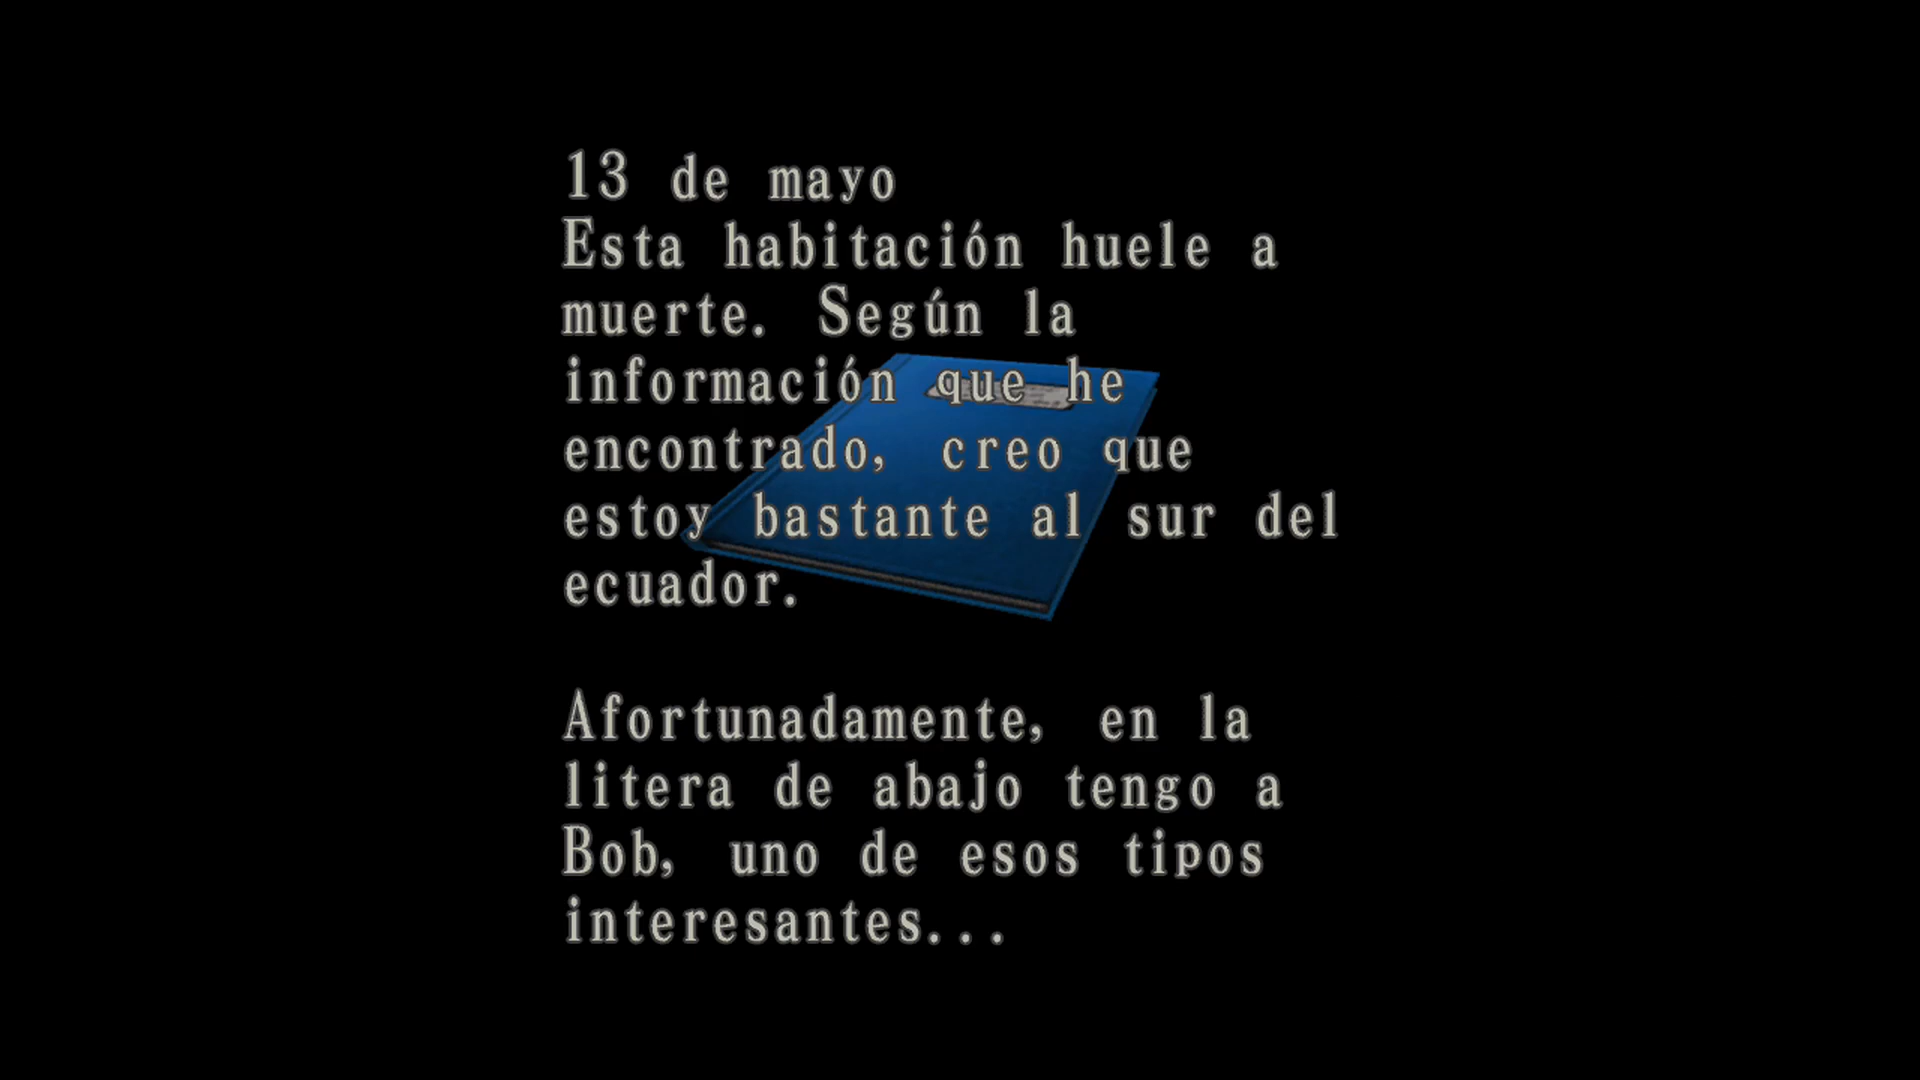 13 de mayo
Esta habitación huele a
muerte. Según la
información que he
encontrado, creo que
estoy bastante al sur del
ecuador.
Afortunadamente, en la
litera de abajo tengo a
Bob, uno de esos tipos
interesantes...